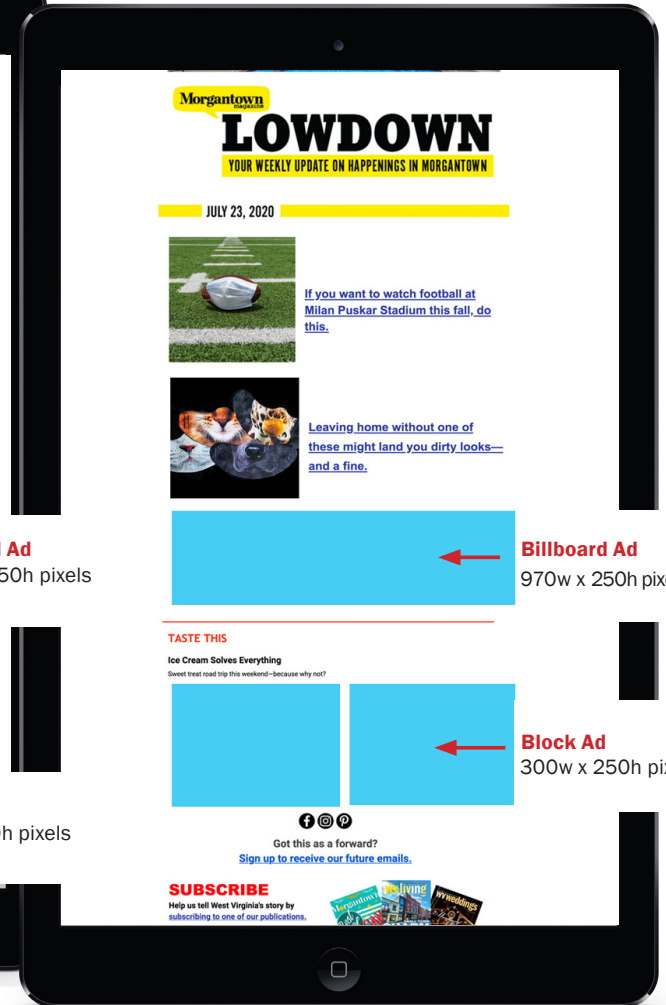 Morgantown
magazine
LOWDOWN
YOUR WEEKLY UPDATE ON HAPPENINGS IN MORGANTOWN
JULY 23, 2020
If you want to watch football at
Milan Puskar Stadium this fall, do
this.
Leaving home without one of
these might land you dirty looks—
and a fine.
Ad
50h pixels
Billboard Ad
970w x 250h
TASTE THIS
Ice Cream Solves Everything
Sweet treat road trip this weekend—because why not?
Block Ad
300w x 250h
h pixels
Got this as a forward?
Sign up to receive our future emails.
SUBSCRIBE
Help us tell West Virginia's story by
subscribing to one of our publications.
morgantown
living
wvweddings